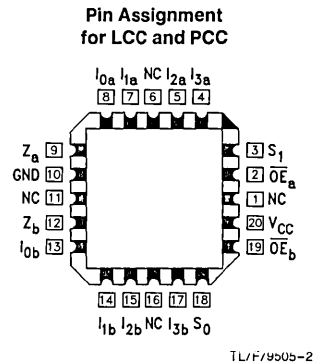 Pin Assignment
for LCC and PCC
I0a I1a NC I2a I3a
8 7 6 5 4
Za 9
GND 10
NC 11
Zb 12
I0b 13
3 S1
2 OEa
1 NC
20 VCC
19 OEb
14 15 16 17 18
I1b I2b NC I3b S0
TL/F/9505-2